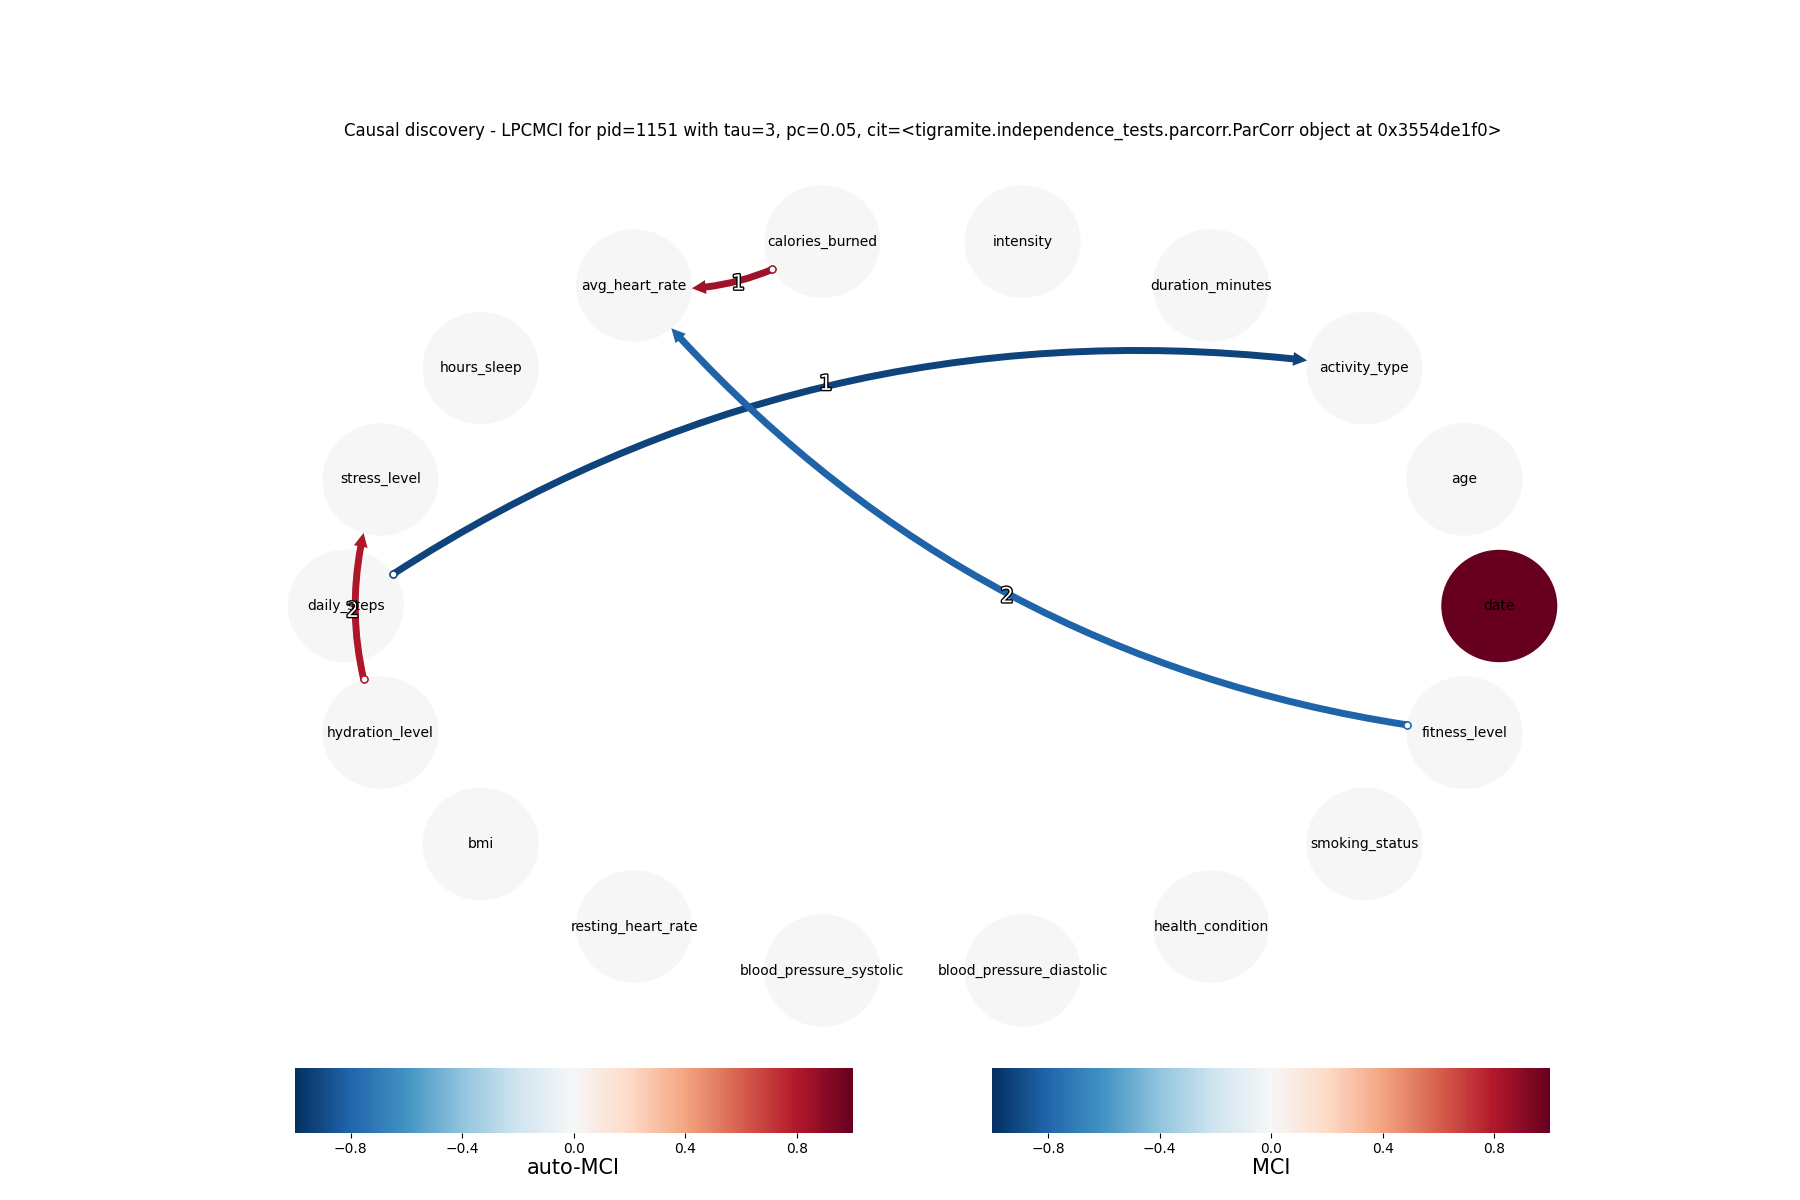 Causal discovery - LPCMCI for pid=1151 with tau=3, pc=0.05, cit=<tigramite.independence_tests.parcorr.ParCorr object at 0x3554de1f0>
calories_burned
intensity
avg_heart_rate
1
duration_minutes
hours_sleep
1
activity_type
stress_level
age
daily_steps
2
2
date
hydration_level
fitness_level
bmi
smoking_status
resting_heart_rate
health_condition
blood_pressure_systolic
blood_pressure_diastolic
−0.8 −0.4 0.0 0.4 0.8
auto-MCI
−0.8 −0.4 0.0 0.4 0.8
MCI